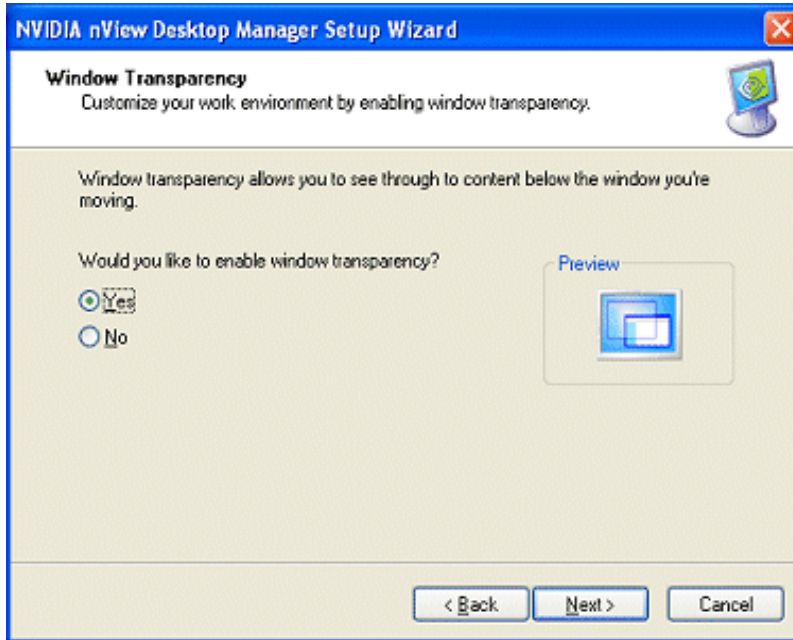 NVIDIA nView Desktop Manager Setup Wizard
Window Transparency
Customize your work environment by enabling window transparency.
Window transparency allows you to see through to content below the window you're
moving.
Would you like to enable window transparency?
Preview
Yes
No
< Back
Next >
Cancel